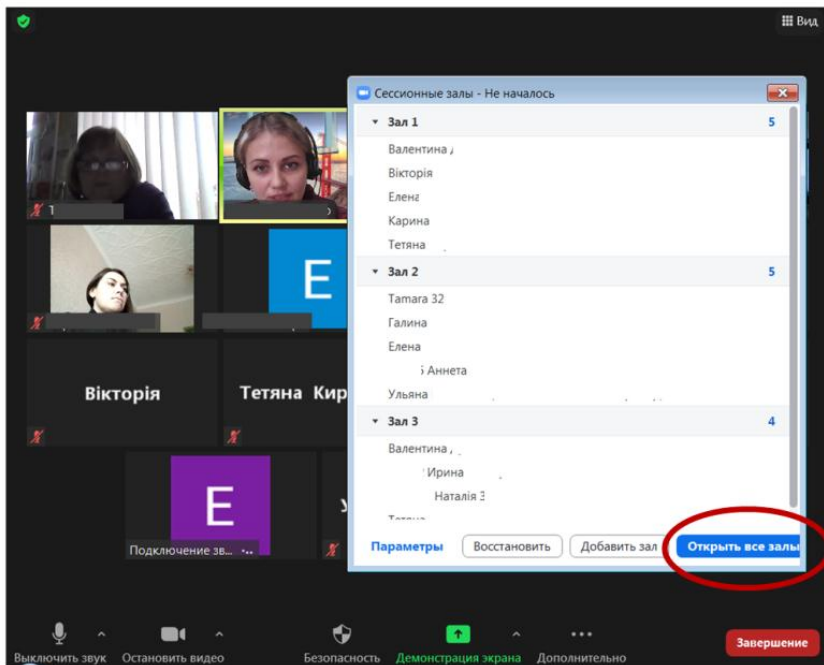 Вид
Сессионные залы - Не началось
Зал 1 5
Валентина
Вікторія
Елена
Карина
Тетяна
Зал 2 5
Tamara 32
Галина
Елена
Аннета
Ульяна
Зал 3 4
Валентина
Ирина
Наталія
Параметры Восстановить Добавить зал Открыть все залы
E
Вікторія
Тетяна Кир
E
Подключение зв... ...
Выключить звук Остановить видео Безопасность Демонстрация экрана Дополнительно Завершение